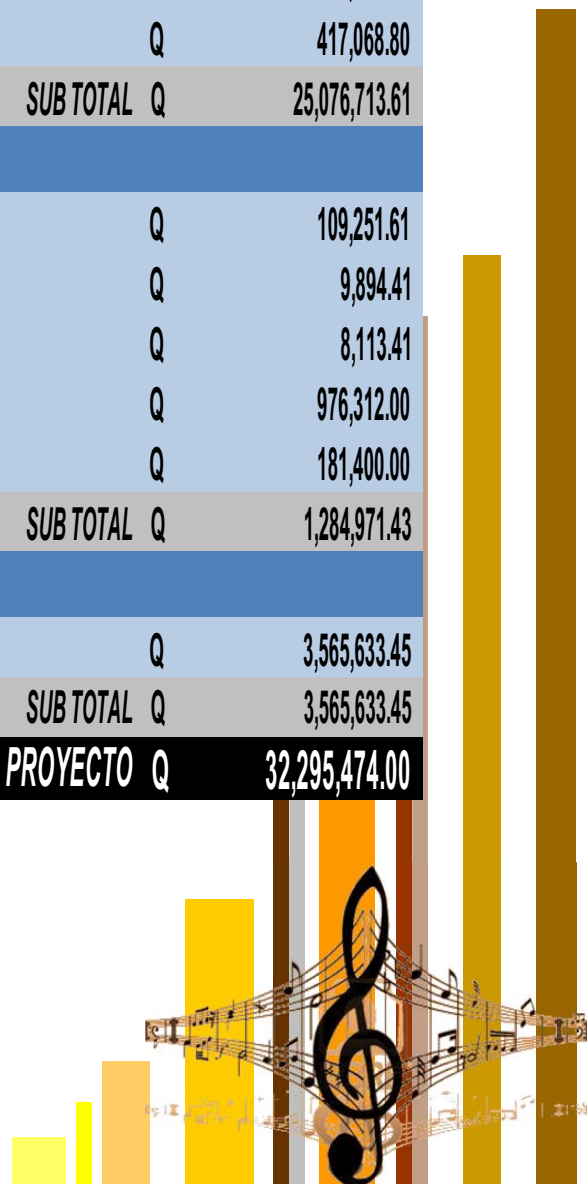 Q 417,068.80
SUB TOTAL Q 25,076,713.61
Q 109,251.61
Q 9,894.41
Q 8,113.41
Q 976,312.00
Q 181,400.00
SUB TOTAL Q 1,284,971.43
Q 3,565,633.45
SUB TOTAL Q 3,565,633.45
PROYECTO Q 32,295,474.00